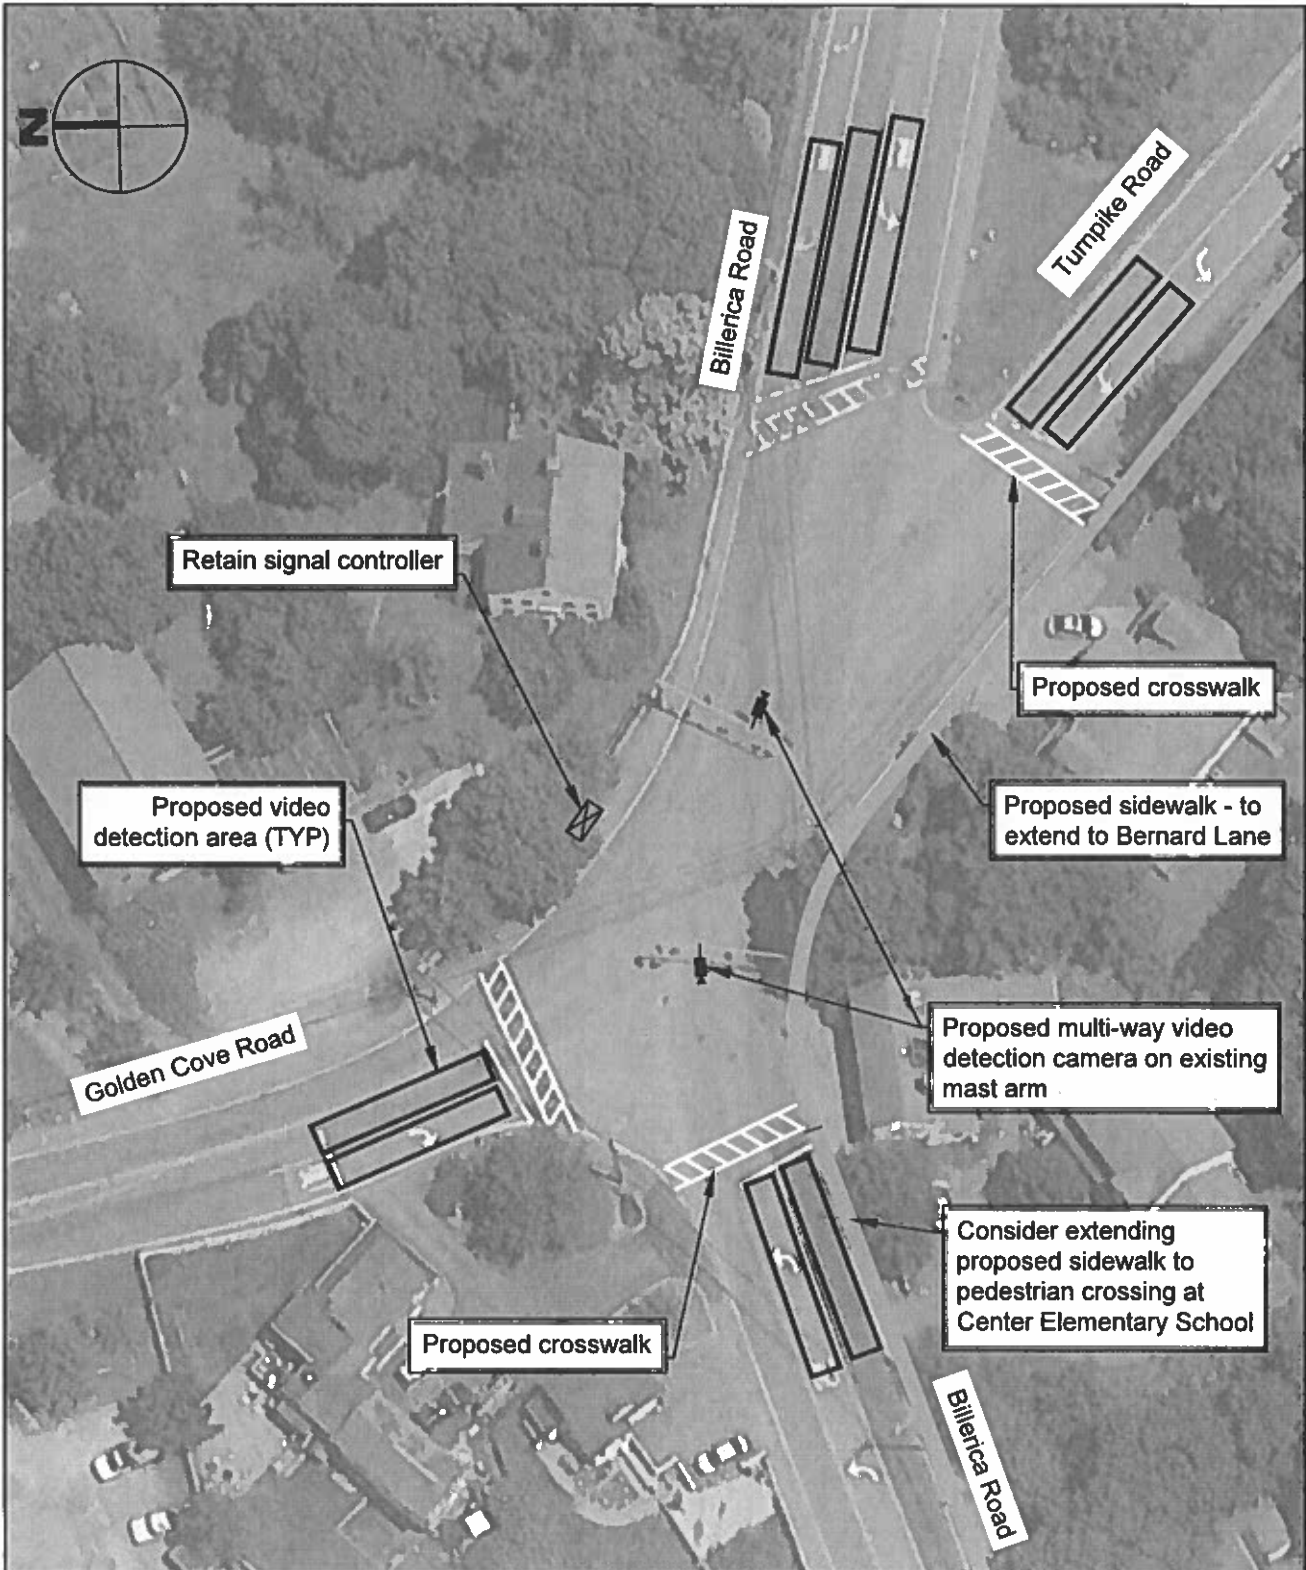 N
Billerica Road
Turnpike Road
Retain signal controller
Proposed crosswalk
Proposed video
detection area (TYP)
Proposed sidewalk - to
extend to Bernard Lane
Golden Cove Road
Proposed multi-way video
detection camera on existing
mast arm
Consider extending
proposed sidewalk to
pedestrian crossing at
Center Elementary School
Proposed crosswalk
Billerica Road